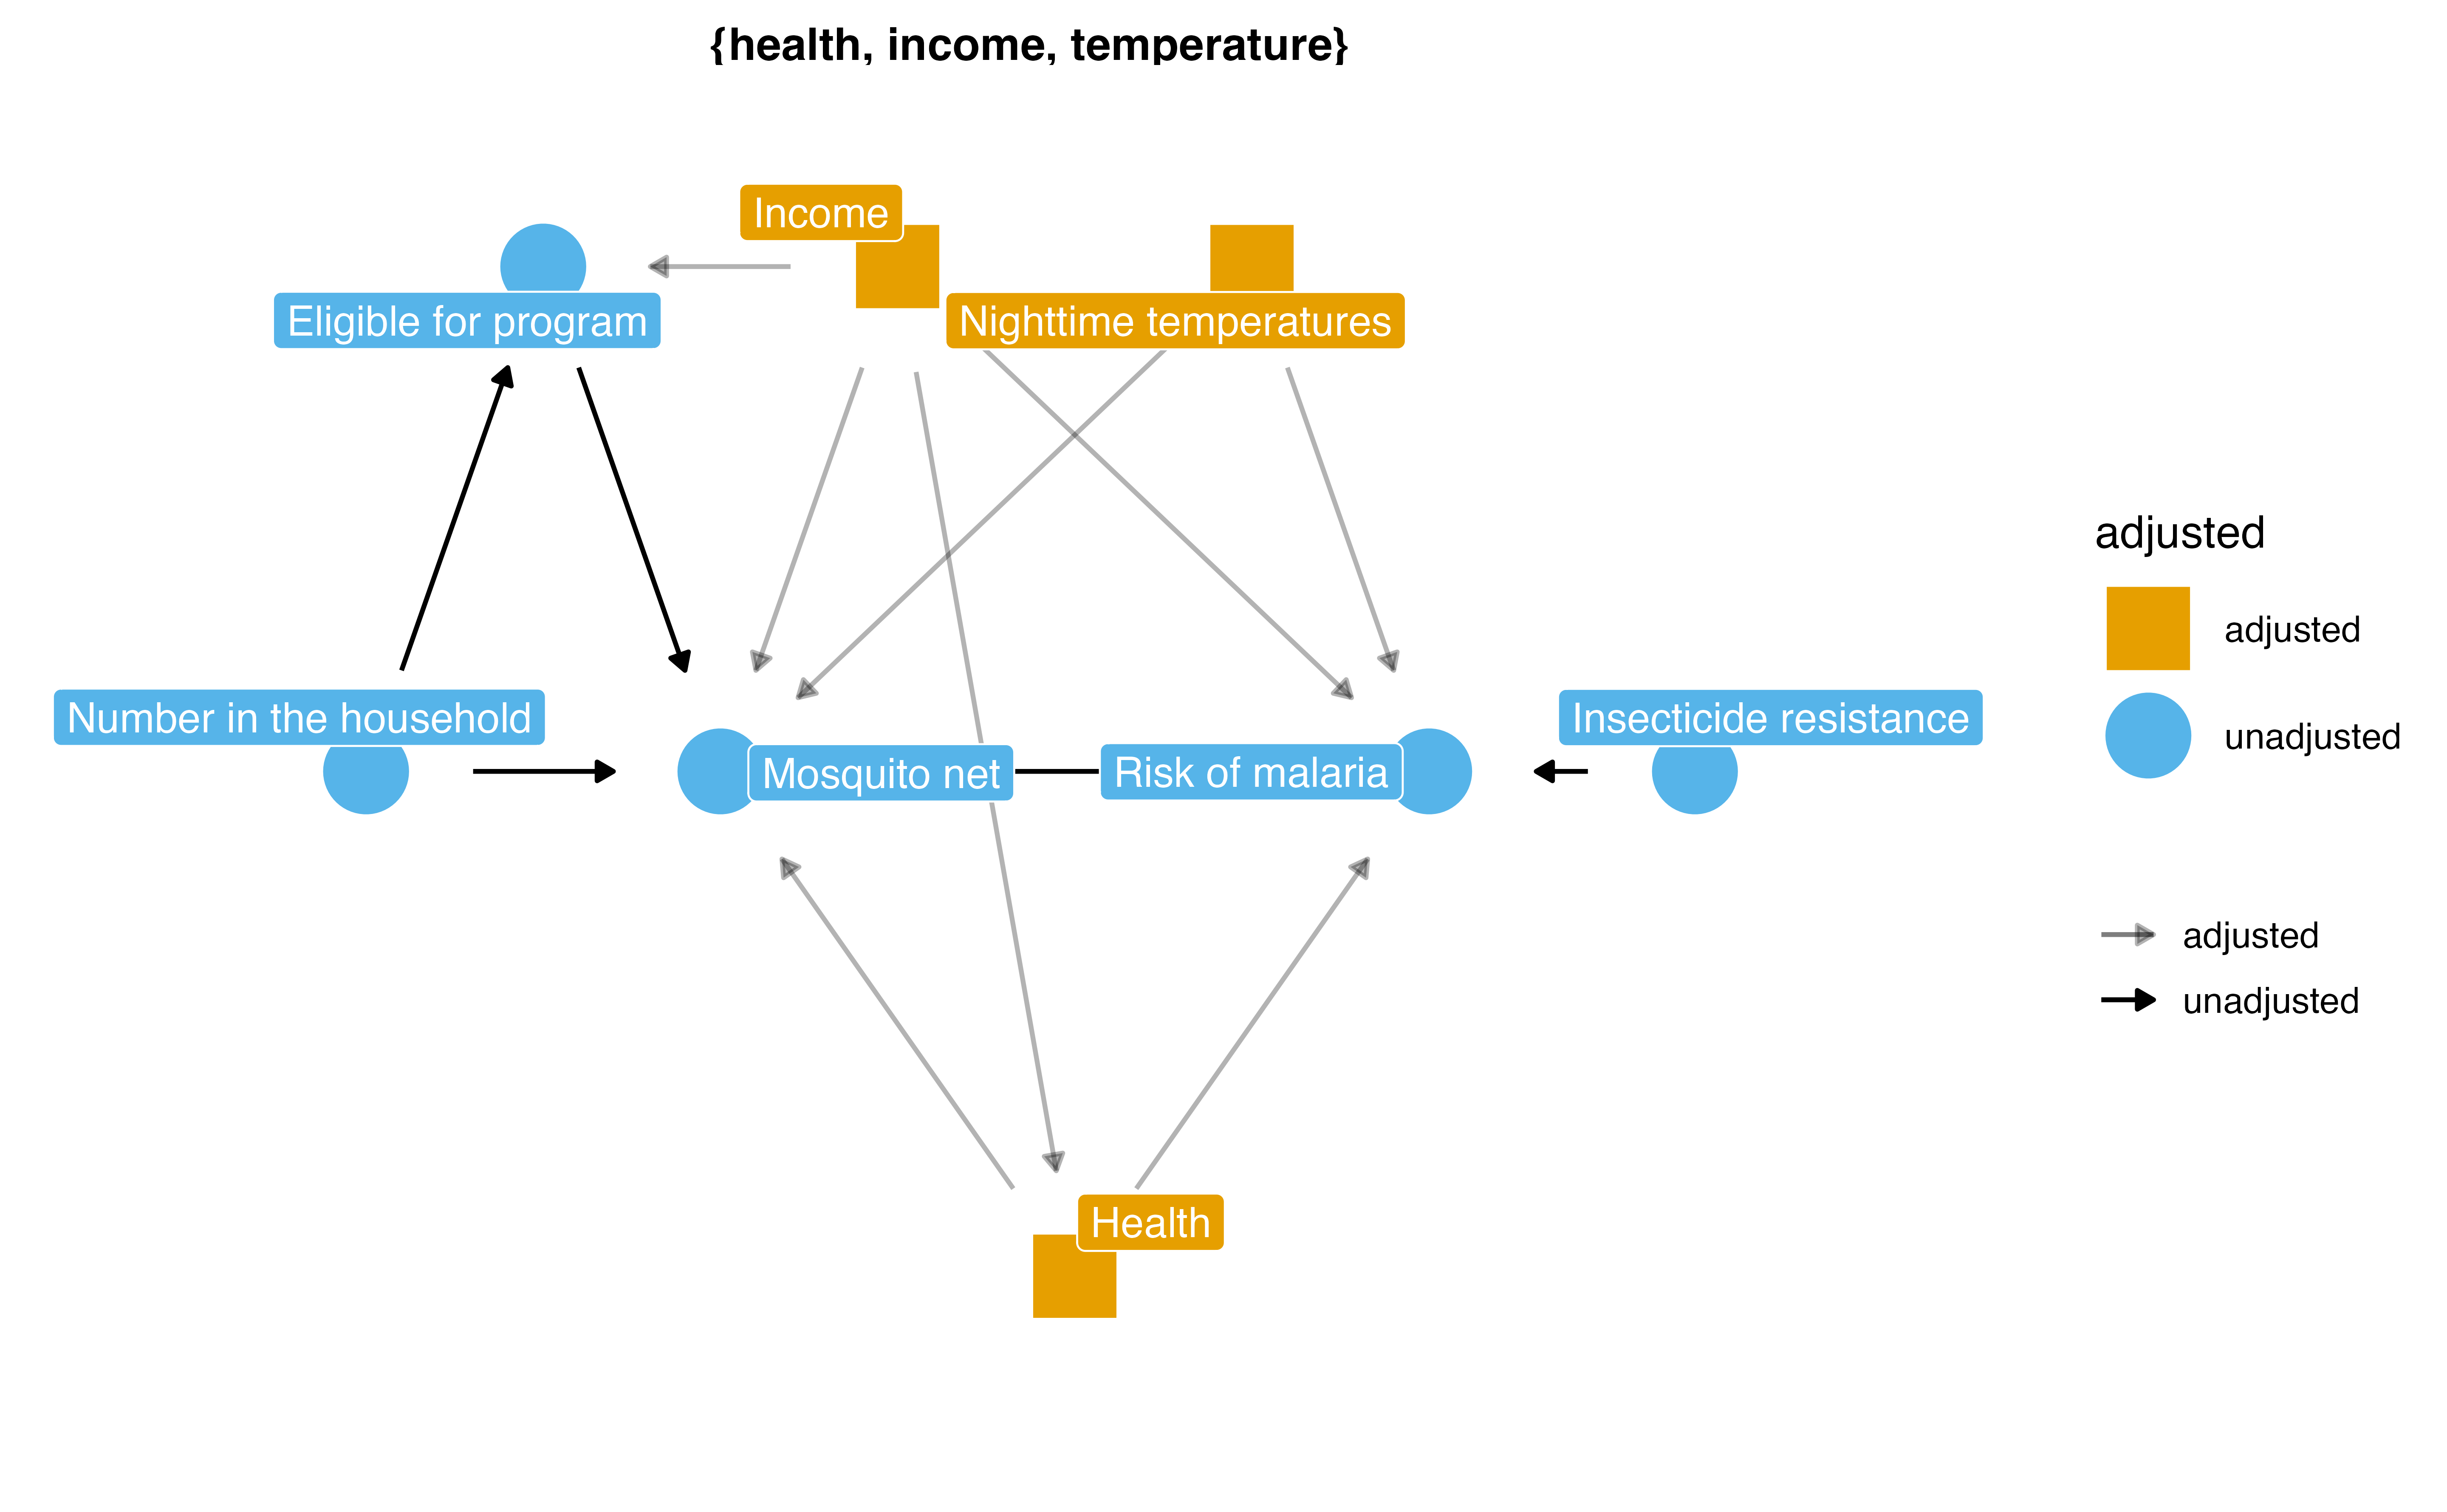 {health, income, temperature}
Income
Eligible for program
Nighttime temperatures
Number in the household
Mosquito net
Risk of malaria
Insecticide resistance
Health
adjusted
adjusted
unadjusted
adjusted
unadjusted